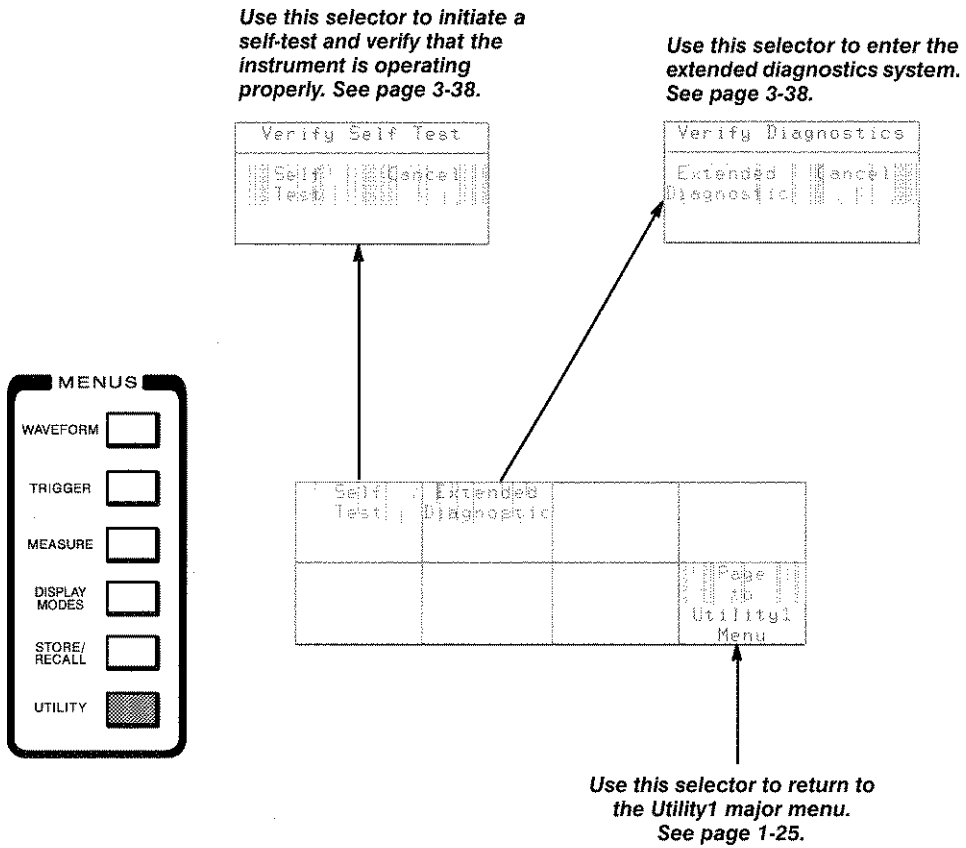 Use this selector to initiate a
self-test and verify that the
instrument is operating
properly. See page 3-38.
Use this selector to enter the
extended diagnostics system.
See page 3-38.
Verify Self Test
Self Cancel
Test
Verify Diagnostics
Extended Cancel
Diagnostic
MENUS
WAVEFORM
TRIGGER
MEASURE
DISPLAY
MODES
STORE/
RECALL
UTILITY
Self Extended
Test Diagnostic
Page
to
Utility1
Menu
Use this selector to return to
the Utility1 major menu.
See page 1-25.